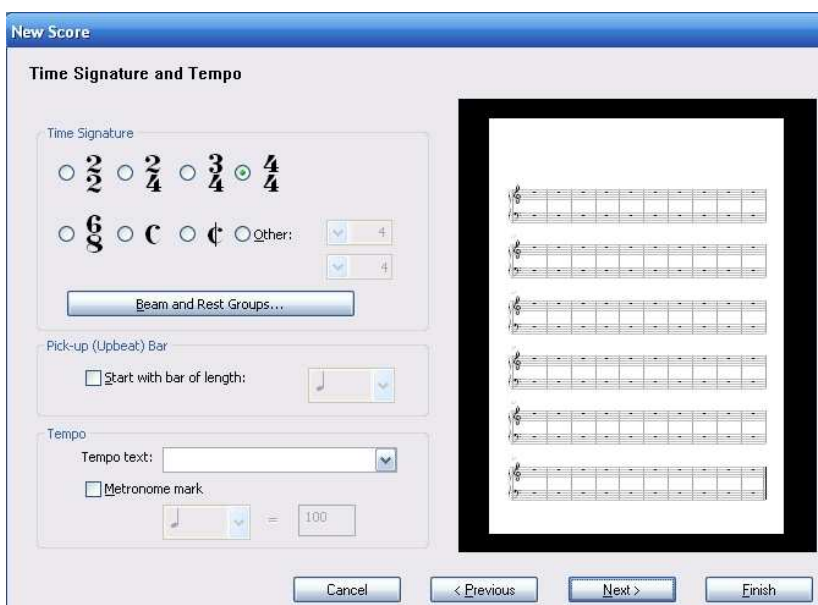 New Score
Time Signature and Tempo
Time Signature
2/2 2/4 3/4 4/4
6/8 C ¢ Other: 4
4
Beam and Rest Groups...
Pick-up (Upbeat) Bar
Start with bar of length:
Tempo
Tempo text:
Metronome mark
= 100
Cancel < Previous Next > Finish